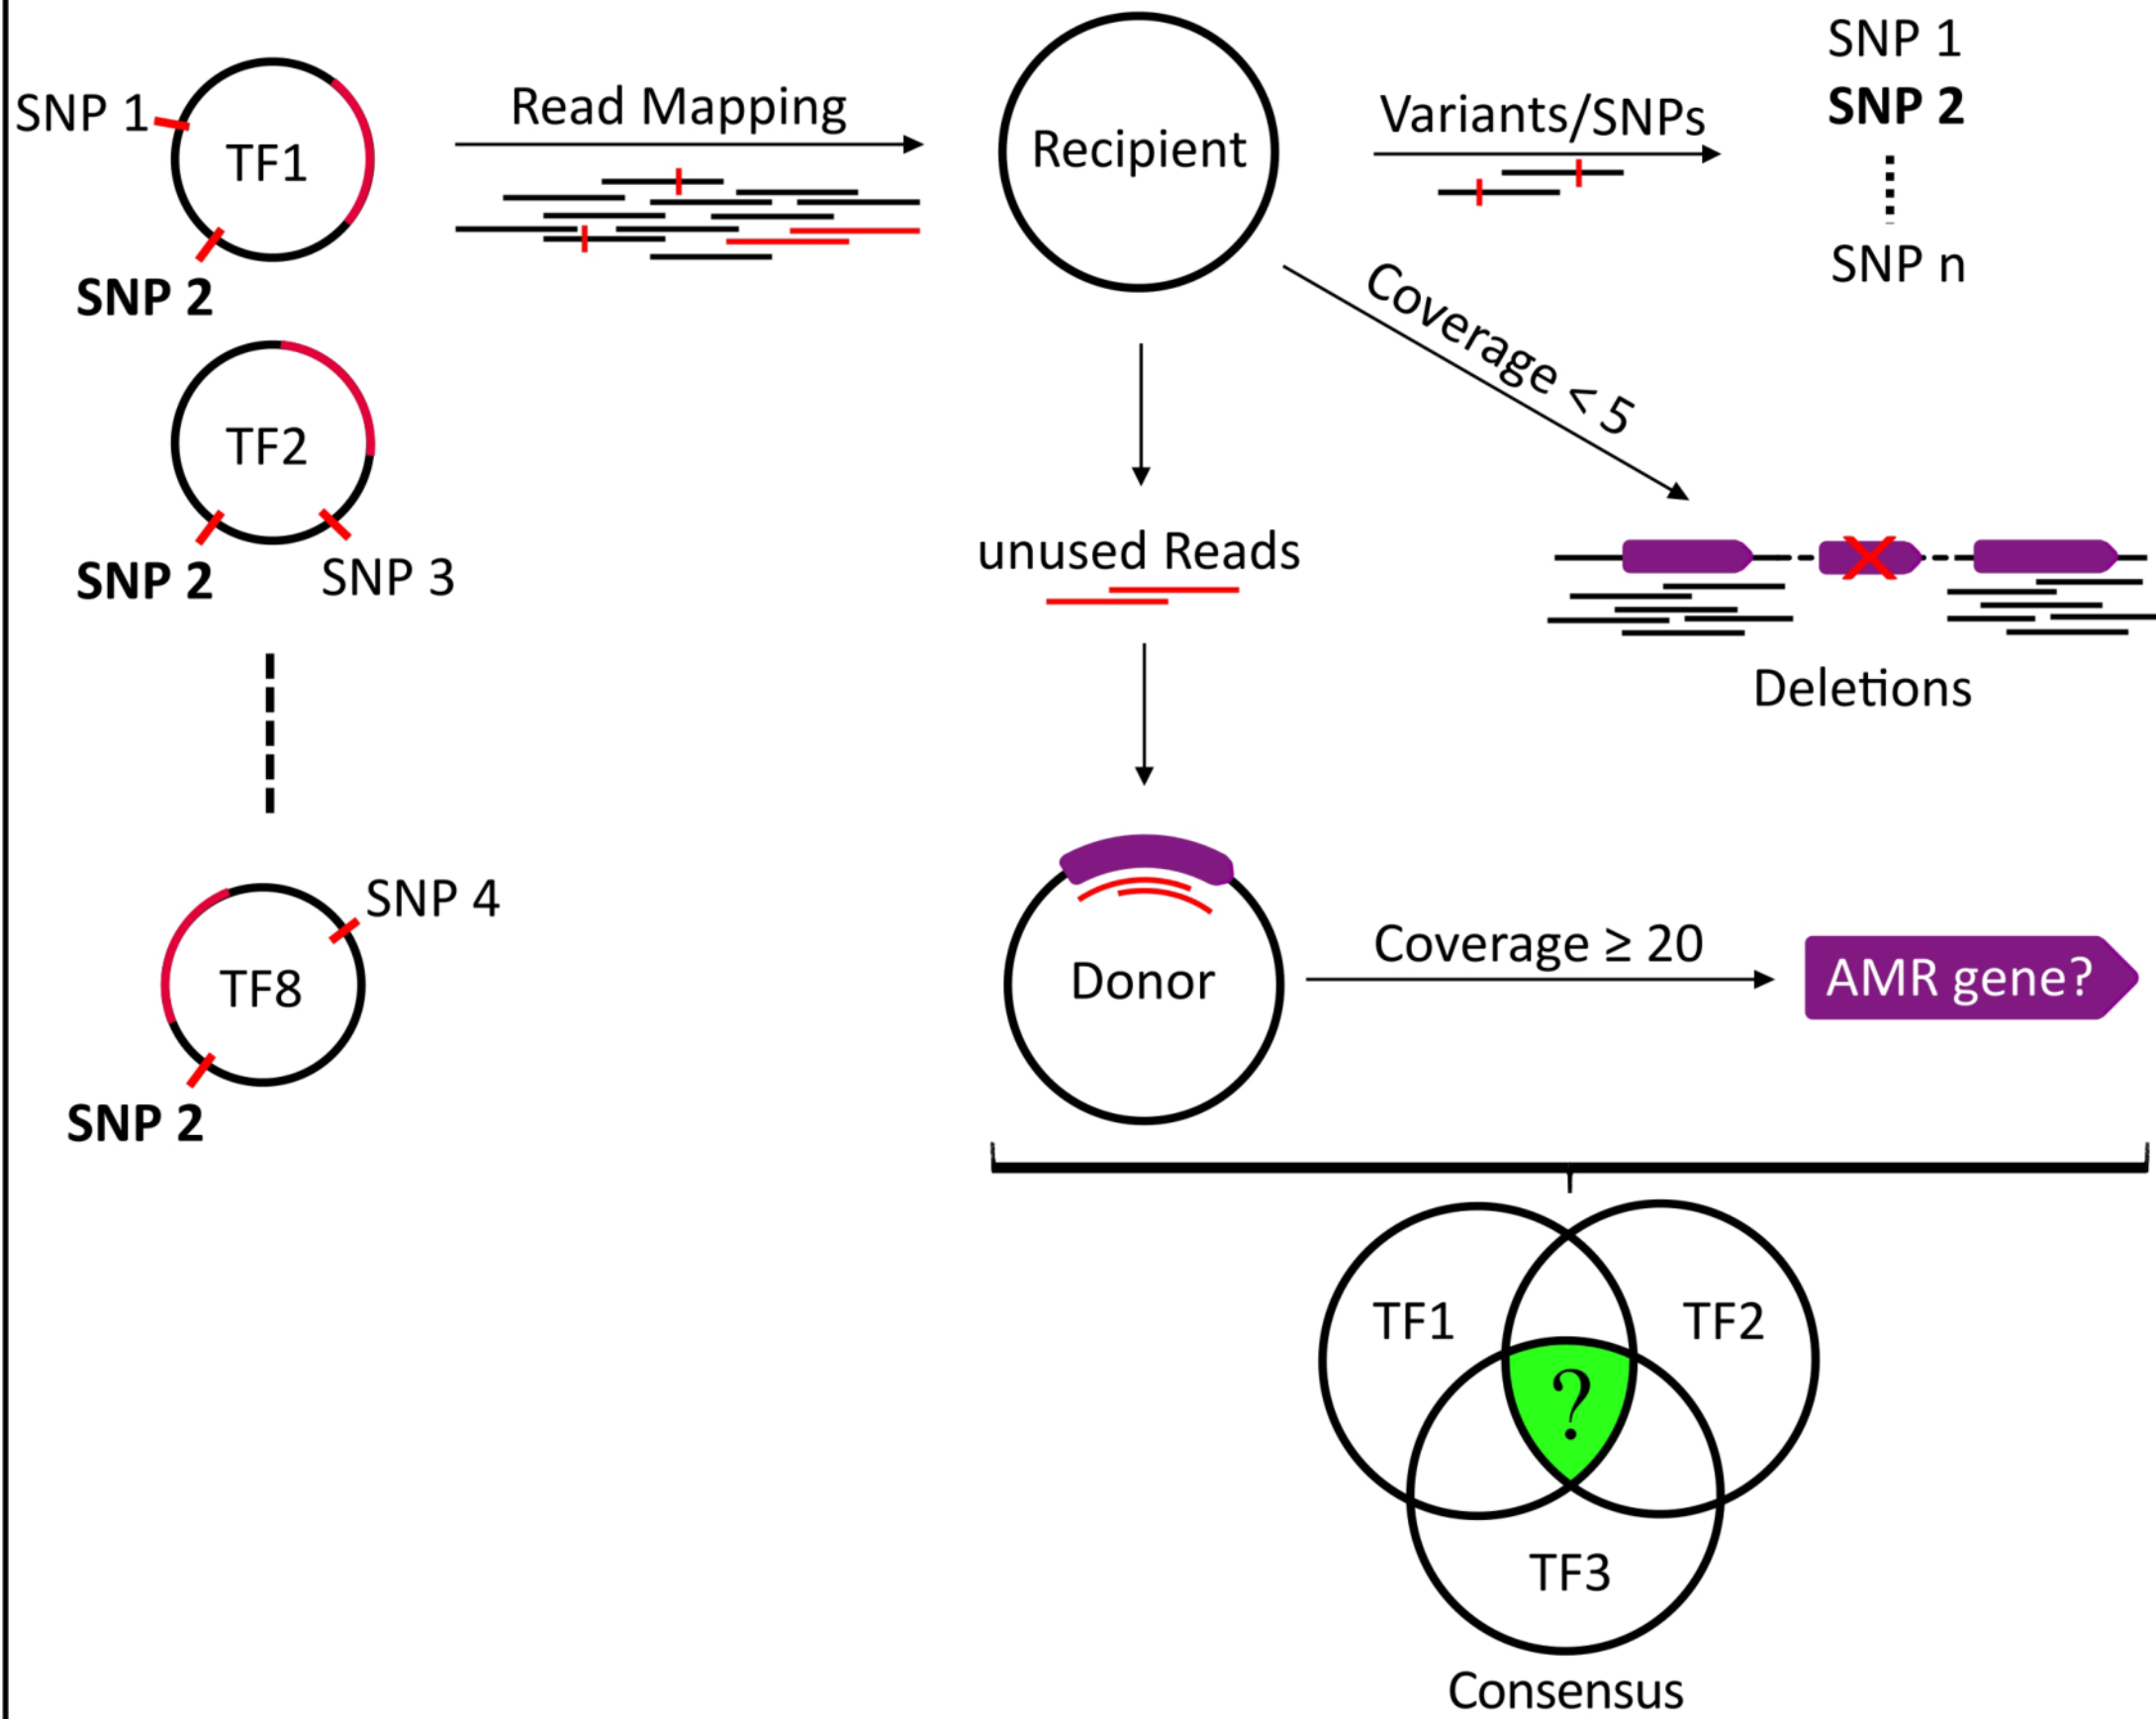 SNP 1
TF1
SNP 2
Read Mapping
Recipient
Variants/SNPs
SNP 1
SNP 2
SNP n
Coverage < 5
TF2
SNP 2
SNP 3
unused Reads
Deletions
SNP 4
TF8
SNP 2
Donor
Coverage ≥ 20
AMR gene?
TF1
TF2
?
TF3
Consensus